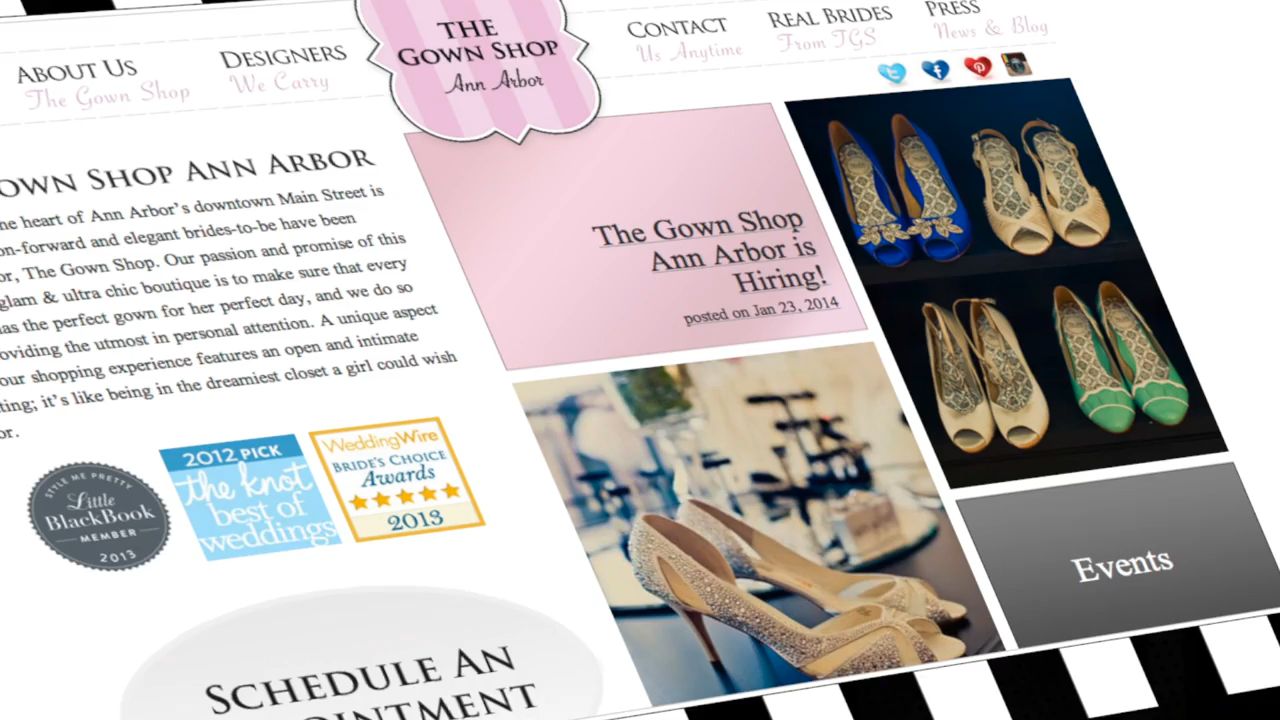 ABOUT US
The Gown Shop
DESIGNERS
We Carry
THE
GOWN SHOP
Ann Arbor
CONTACT
Us Anytime
REAL BRIDES
From TGS
PRESS
News & Blog
OWN SHOP ANN ARBOR
heart of Ann Arbor's downtown Main Street is
on-forward and elegant brides-to-be have been
or, The Gown Shop. Our passion and promise of this
glam & ultra chic boutique is to make sure that every
as the perfect gown for her perfect day, and we do so
oviding the utmost in personal attention. A unique aspect
our shopping experience features an open and intimate
ting; it's like being in the dreamiest closet a girl could wish
or.
STYLE ME PRETTY
Little
BLACKBOOK
MEMBER
2013
2012 PICK
the knot
best of
weddings
WeddingWire
BRIDE'S CHOICE
Awards
2013
SCHEDULE AN
OINTMENT
The Gown Shop
Ann Arbor is
Hiring!
posted on Jan 23, 2014
Events